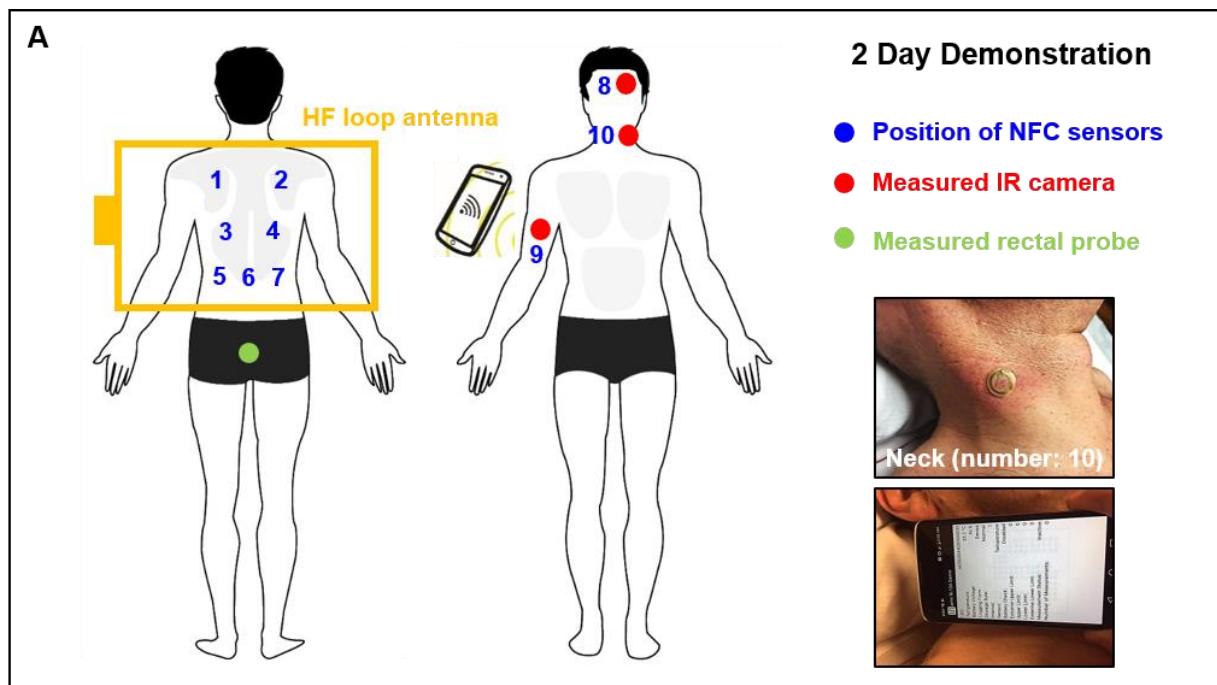 A
2 Day Demonstration
HF loop antenna
8
10
Position of NFC sensors
1 2
Measured IR camera
3 4
9
Measured rectal probe
5 6 7
Neck (number: 10)